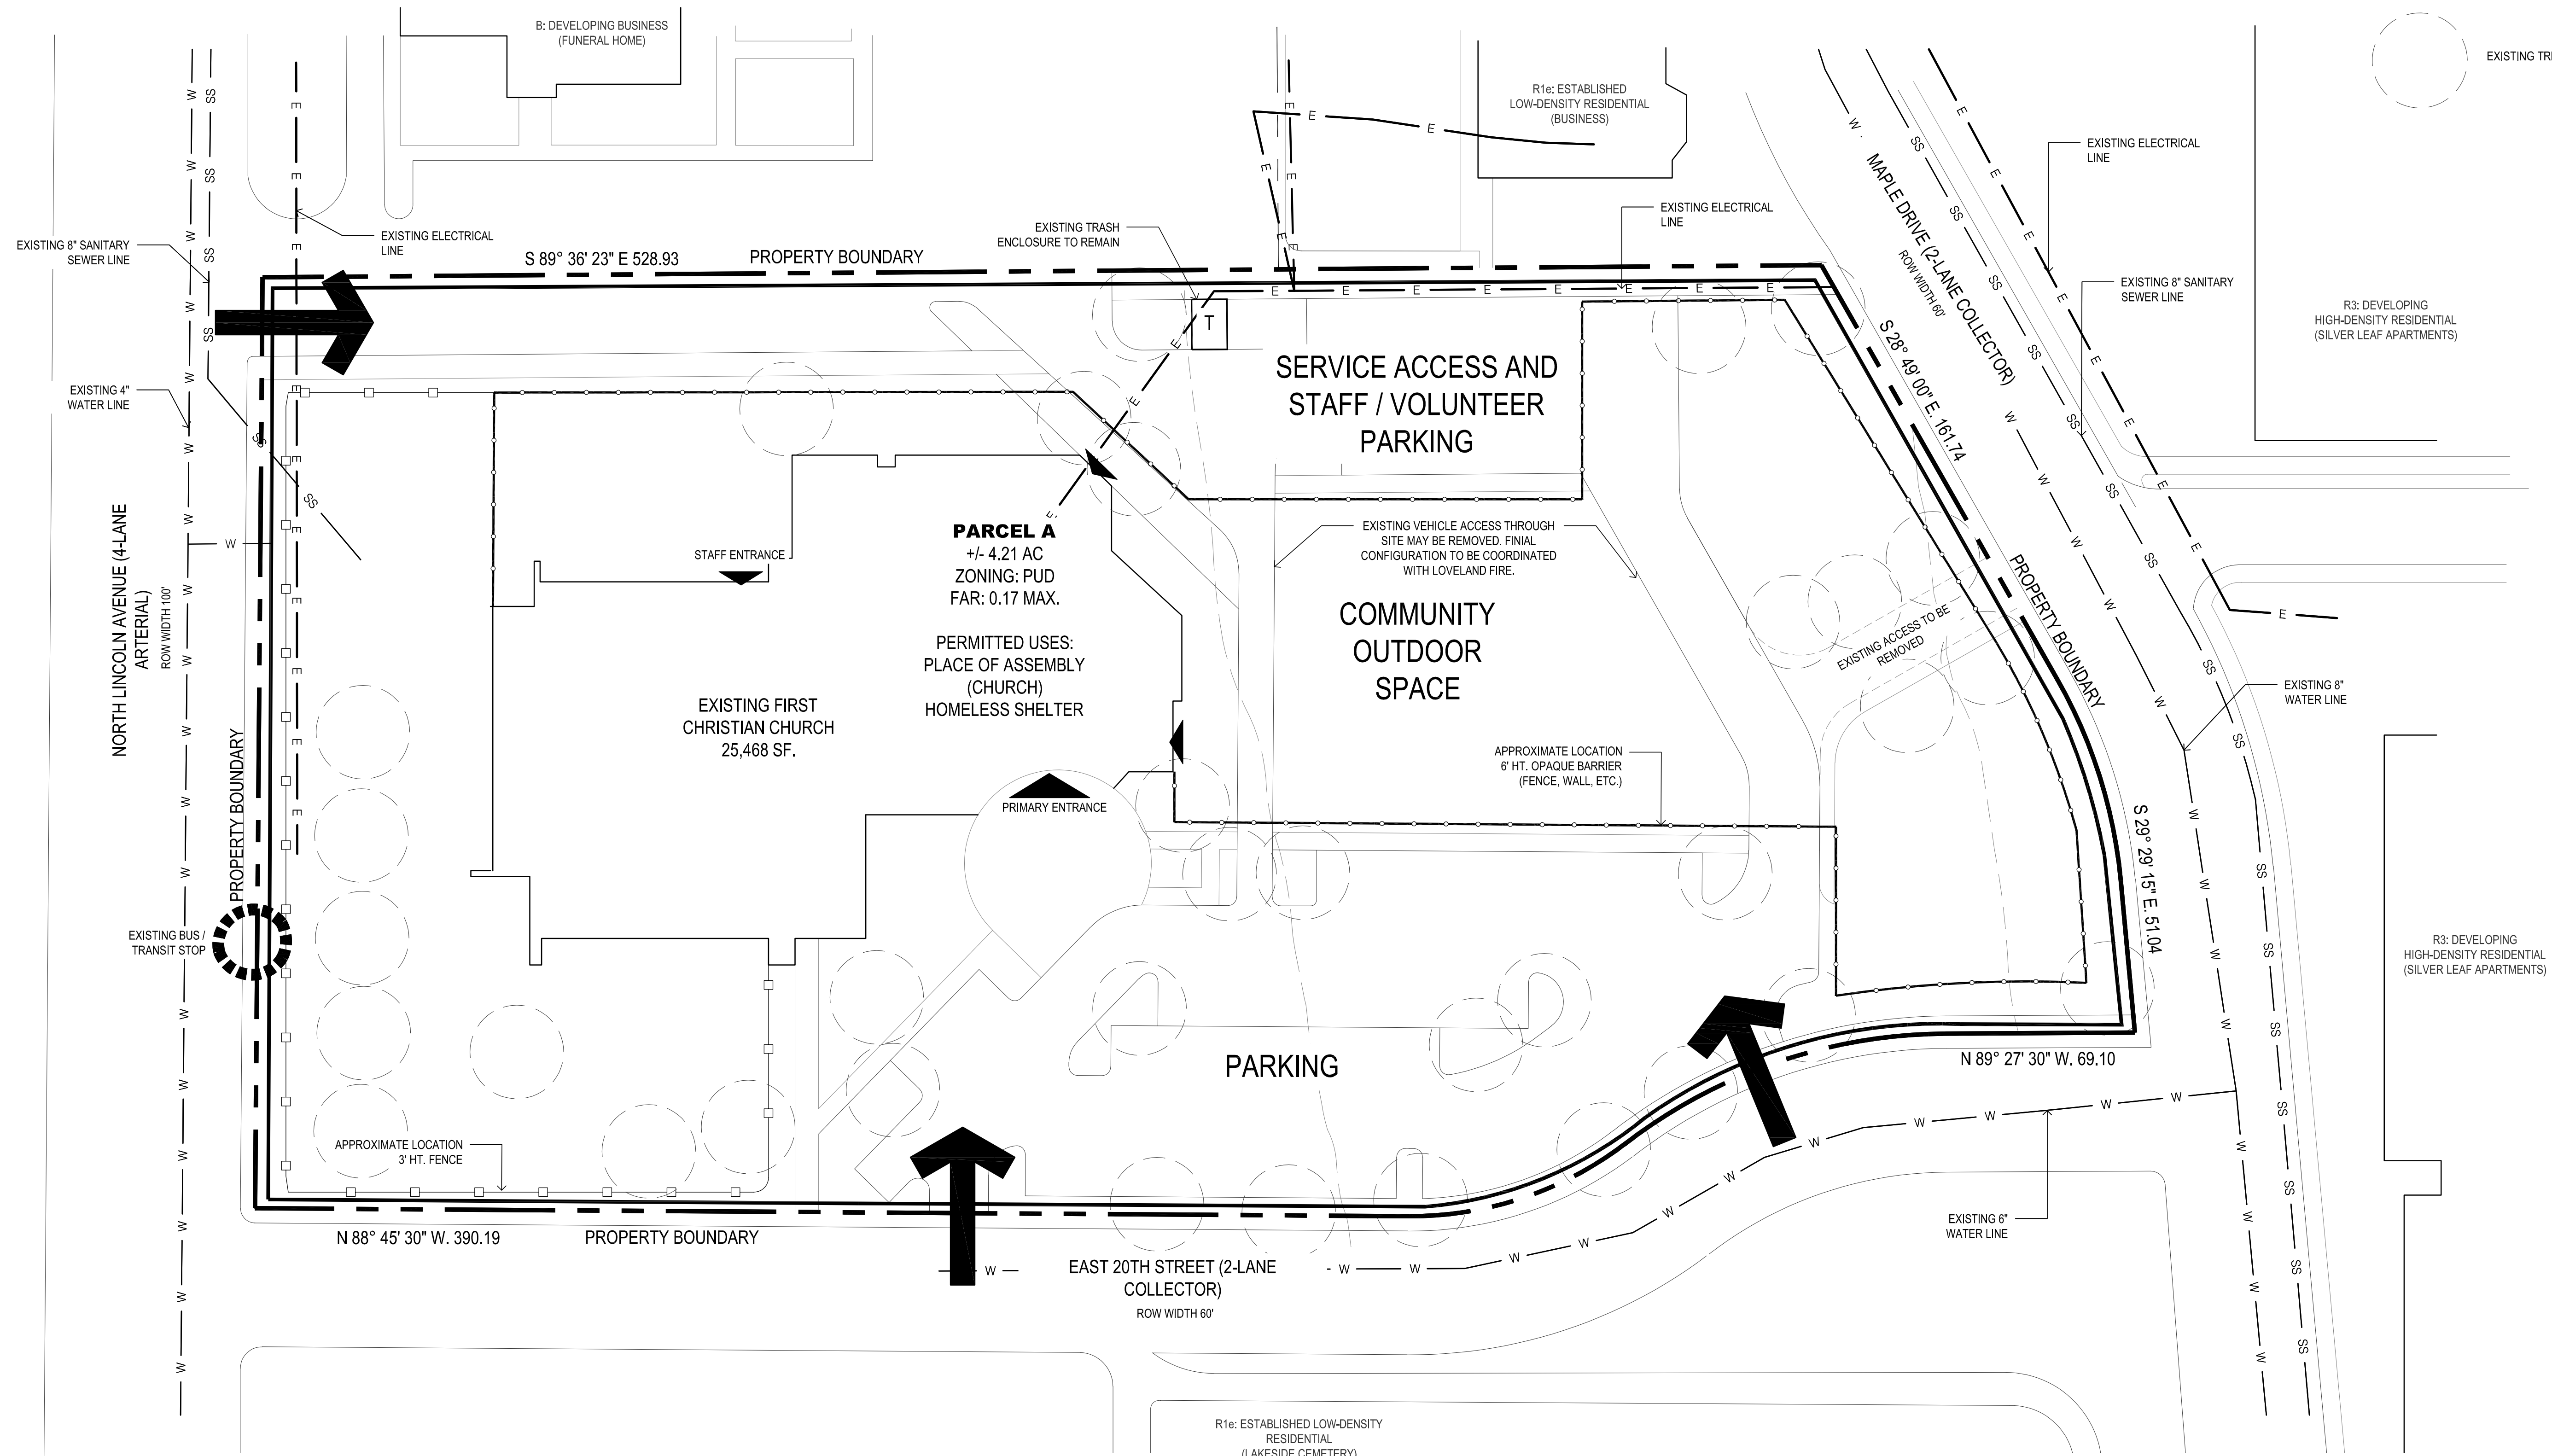 B: DEVELOPING BUSINESS
(FUNERAL HOME)
EXISTING
R1e: ESTABLISHED
LOW-DENSITY RESIDENTIAL
(BUSINESS)
EXISTING ELECTRICAL
LINE
EXISTING ELECTRICAL
LINE
EXISTING TRASH
ENCLOSURE TO REMAIN
EXISTING ELECTRICAL
LINE
EXISTING 8" SANITARY
SEWER LINE
S 89° 36' 23" E 528.93
PROPERTY BOUNDARY
MAPLE DRIVE (2-LANE COLLECTOR)
ROW WIDTH 60'
EXISTING 8" SANITARY
SEWER LINE
R3: DEVELOPING
HIGH-DENSITY RESIDENTIAL
(SILVER LEAF APARTMENTS)
T
S 28° 49' 00" E. 161.74
EXISTING 4"
WATER LINE
SERVICE ACCESS AND
STAFF / VOLUNTEER
PARKING
NORTH LINCOLN AVENUE (4-LANE
ARTERIAL)
ROW WIDTH 100'
STAFF ENTRANCE
PARCEL A
+/- 4.21 AC
ZONING: PUD
FAR: 0.17 MAX.
PERMITTED USES:
PLACE OF ASSEMBLY
(CHURCH)
HOMELESS SHELTER
EXISTING VEHICLE ACCESS THROUGH
SITE MAY BE REMOVED. FINIAL
CONFIGURATION TO BE COORDINATED
WITH LOVELAND FIRE.
COMMUNITY
OUTDOOR
SPACE
EXISTING ACCESS TO BE
REMOVED
PROPERTY BOUNDARY
EXISTING 8"
WATER LINE
EXISTING FIRST
CHRISTIAN CHURCH
25,468 SF.
PROPERTY BOUNDARY
APPROXIMATE LOCATION
6' HT. OPAQUE BARRIER
(FENCE, WALL, ETC.)
PRIMARY ENTRANCE
S 29° 29' 15" E. 51.04
EXISTING BUS /
TRANSIT STOP
R3: DEVELOPING
HIGH-DENSITY RESIDENTIAL
(SILVER LEAF APARTMENTS)
PARKING
N 89° 27' 30" W. 69.10
APPROXIMATE LOCATION
3' HT. FENCE
N 88° 45' 30" W. 390.19
PROPERTY BOUNDARY
EXISTING 6"
WATER LINE
EAST 20TH STREET (2-LANE
COLLECTOR)
ROW WIDTH 60'
R1e: ESTABLISHED LOW-DENSITY
RESIDENTIAL
(LAKESIDE CEMETERY)